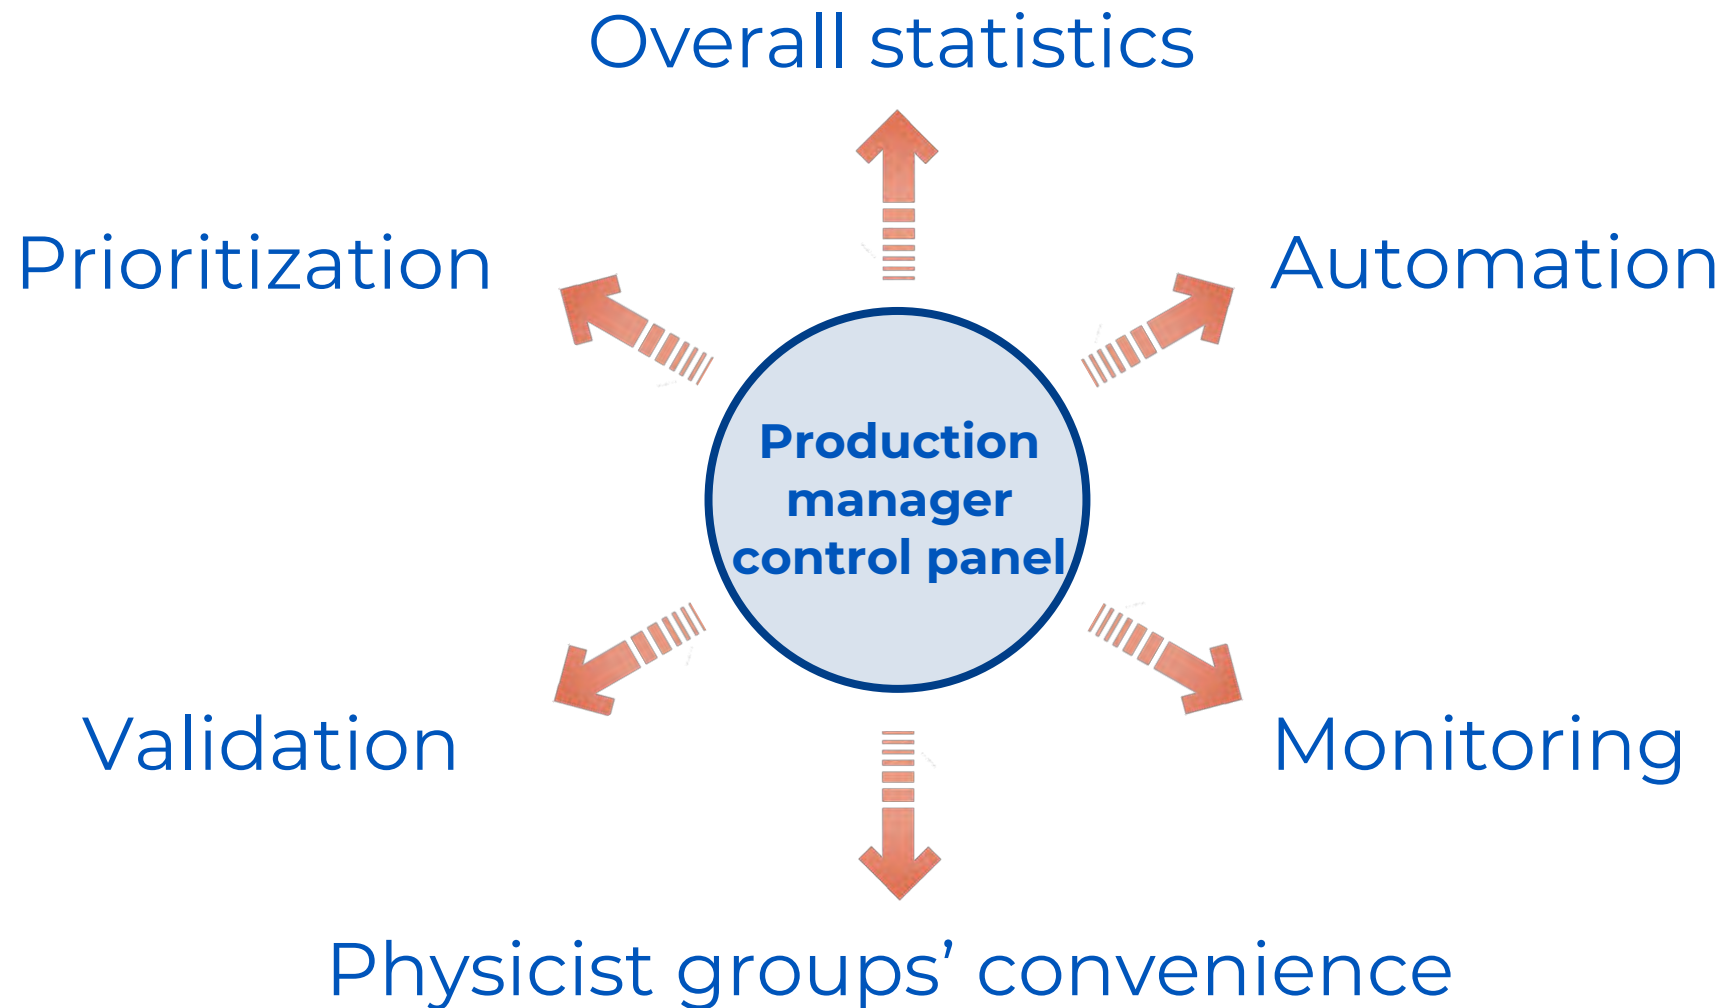 Overall statistics
Prioritization
Automation
Production
manager
control panel
Validation
Monitoring
Physicist groups’ convenience